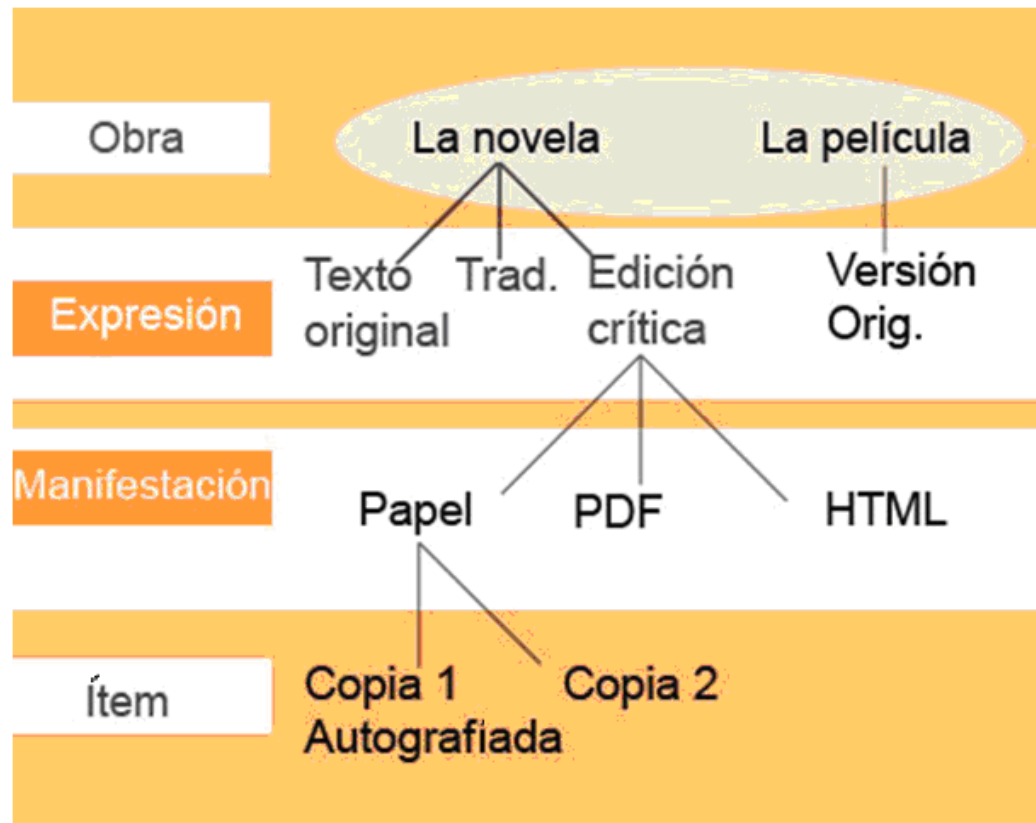 Obra
La novela
La película
Expresión
Texto
original
Trad.
Edición
crítica
Versión
Orig.
Manifestación
Papel
PDF
HTML
Ítem
Copia 1
Autografiada
Copia 2